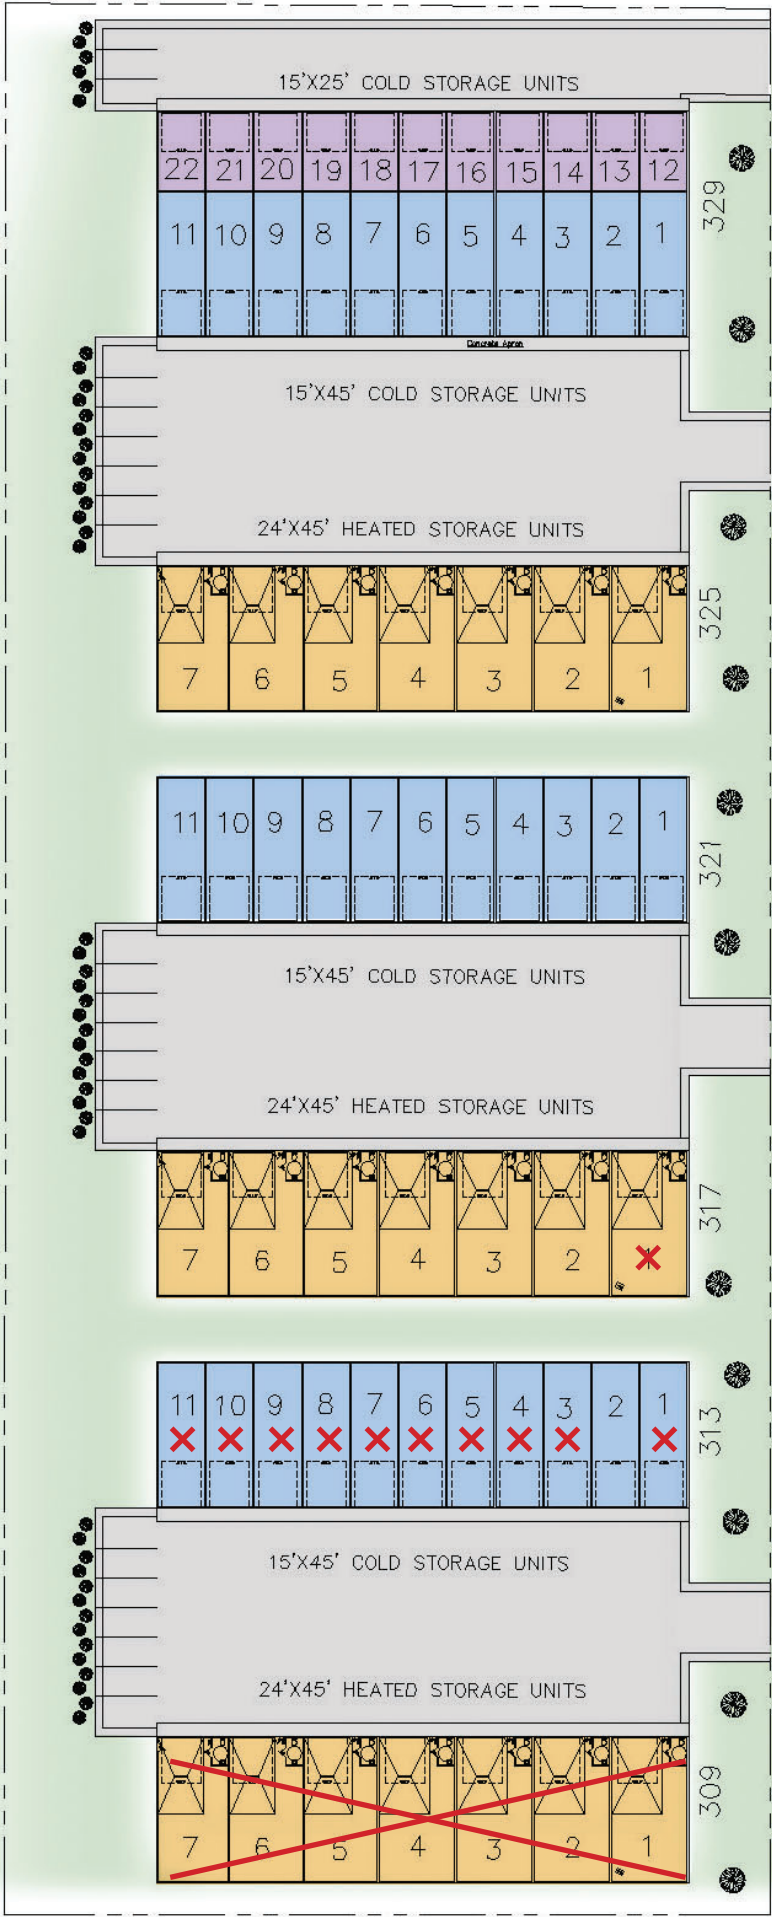 15'X25' COLD STORAGE UNITS
22 21 20 19 18 17 16 15 14 13 12
329
11 10 9 8 7 6 5 4 3 2 1
Concrete Apron
15'X45' COLD STORAGE UNITS
24'X45' HEATED STORAGE UNITS
325
7 6 5 4 3 2 1
11 10 9 8 7 6 5 4 3 2 1
321
15'X45' COLD STORAGE UNITS
24'X45' HEATED STORAGE UNITS
317
7 6 5 4 3 2 1
11 10 9 8 7 6 5 4 3 2 1
313
15'X45' COLD STORAGE UNITS
24'X45' HEATED STORAGE UNITS
309
7 6 5 4 3 2 1